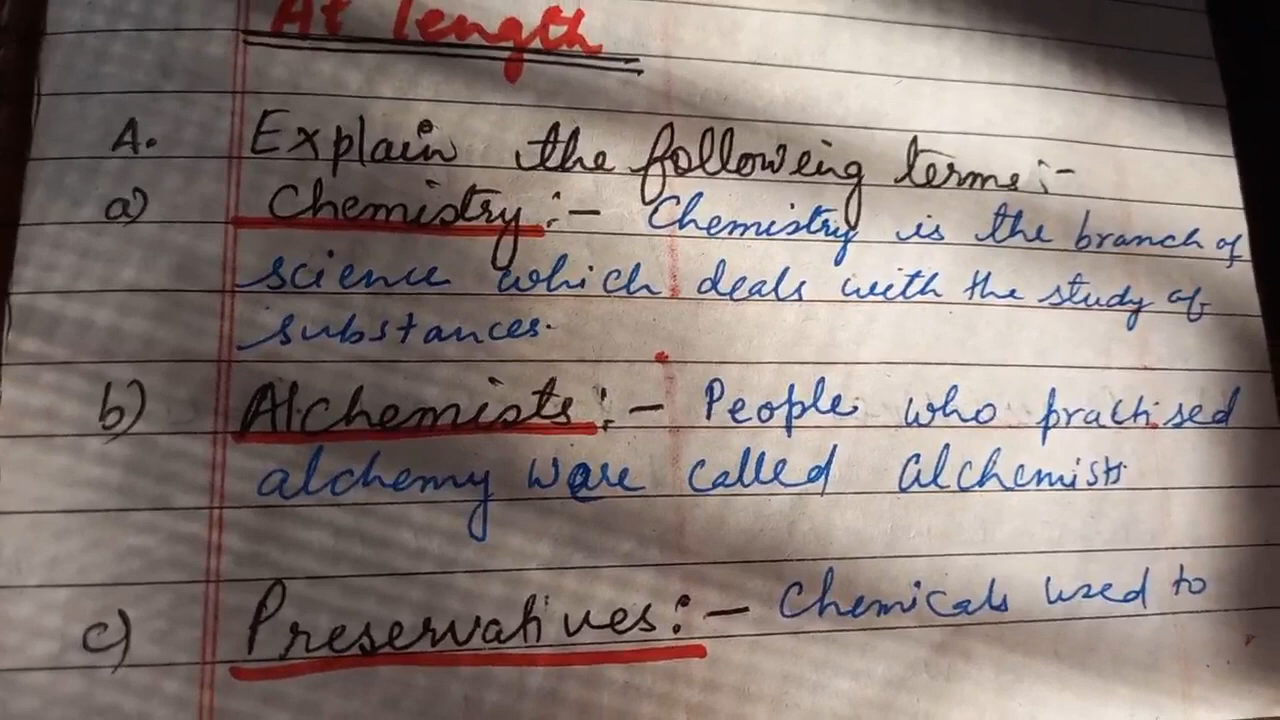 At length
A. Explain the following terms:-
a) Chemistry:- Chemistry is the branch of
science which deals with the study of
substances.
b) Alchemists:- People who practised
alchemy were called alchemists
c) Preservatives:- Chemicals used to